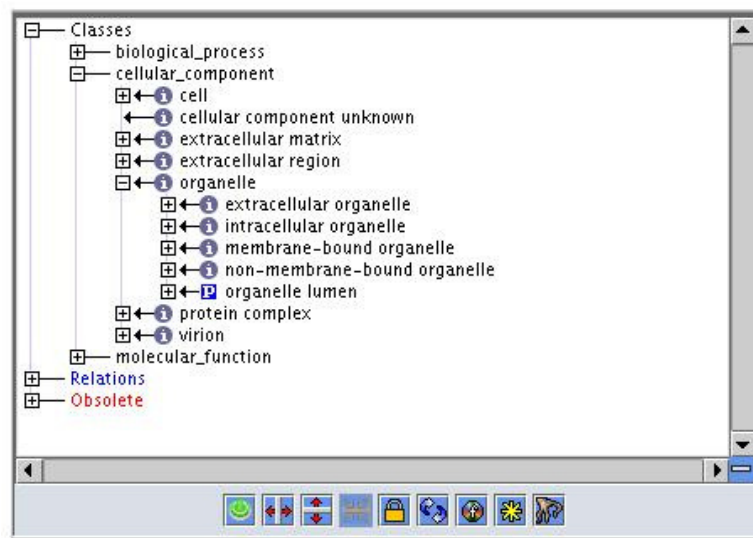 Classes
biological_process
cellular_component
cell
cellular component unknown
extracellular matrix
extracellular region
organelle
extracellular organelle
intracellular organelle
membrane-bound organelle
non-membrane-bound organelle
P organelle lumen
protein complex
virion
molecular_function
Relations
Obsolete